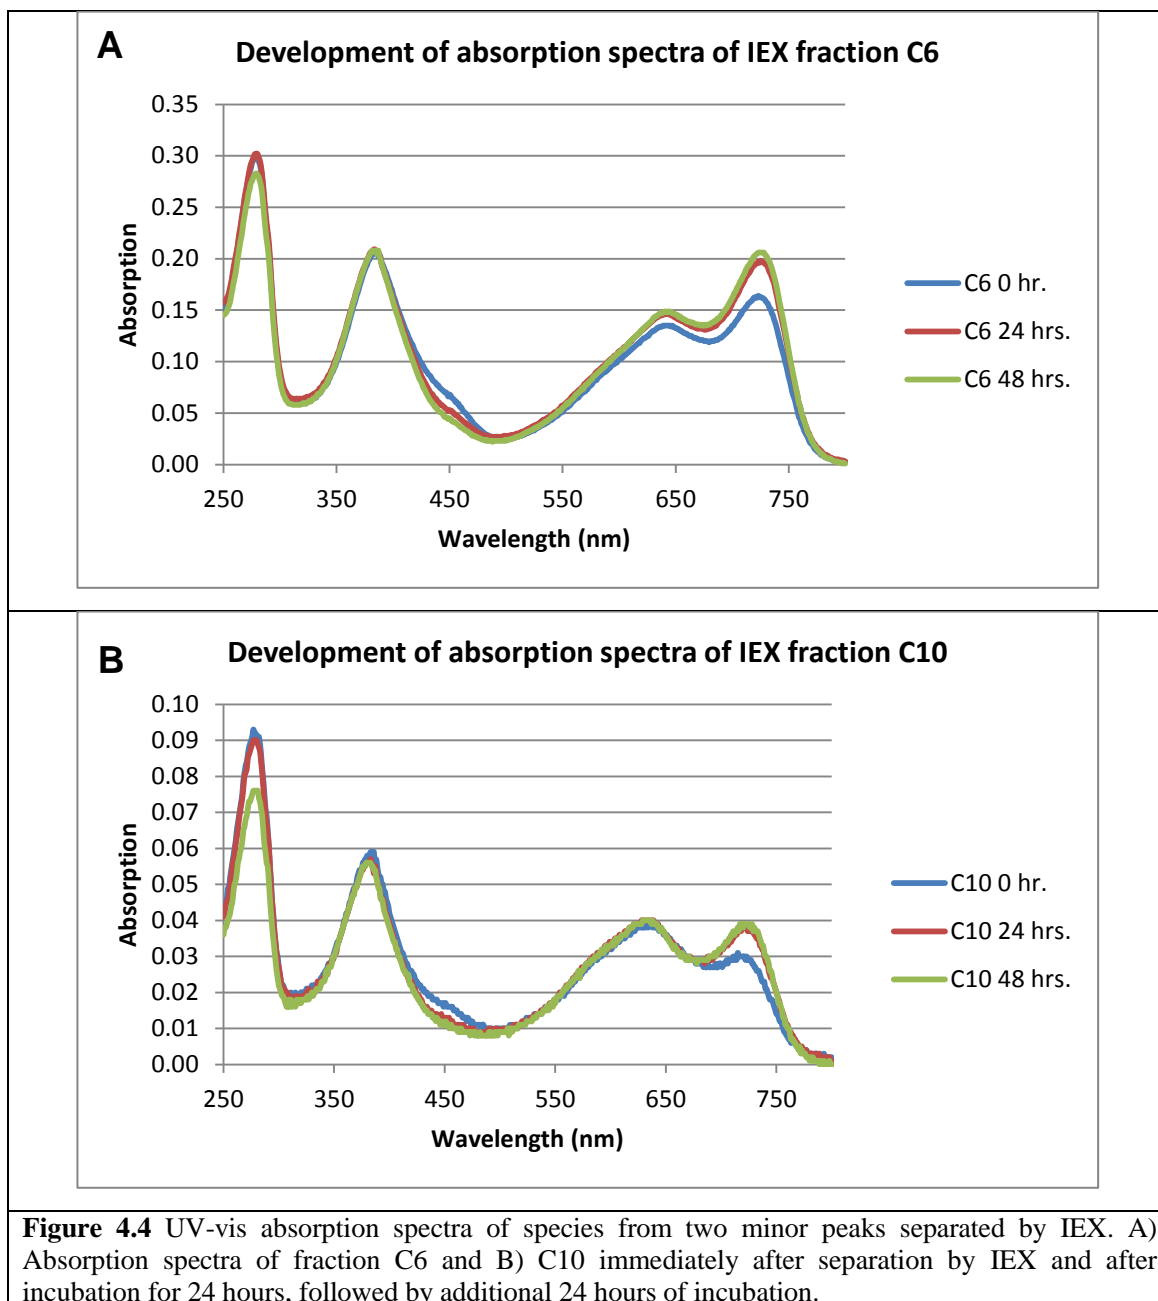 A
Development of absorption spectra of IEX fraction C6
0.35
0.30
0.25
0.20
0.15
0.10
0.05
0.00
Absorption
250 350 450 550 650 750
Wavelength (nm)
C6 0 hr.
C6 24 hrs.
C6 48 hrs.
B
Development of absorption spectra of IEX fraction C10
0.10
0.09
0.08
0.07
0.06
0.05
0.04
0.03
0.02
0.01
0.00
Absorption
250 350 450 550 650 750
Wavelength (nm)
C10 0 hr.
C10 24 hrs.
C10 48 hrs.
Figure 4.4 UV-vis absorption spectra of species from two minor peaks separated by IEX. A)
Absorption spectra of fraction C6 and B) C10 immediately after separation by IEX and after
incubation for 24 hours, followed by additional 24 hours of incubation.